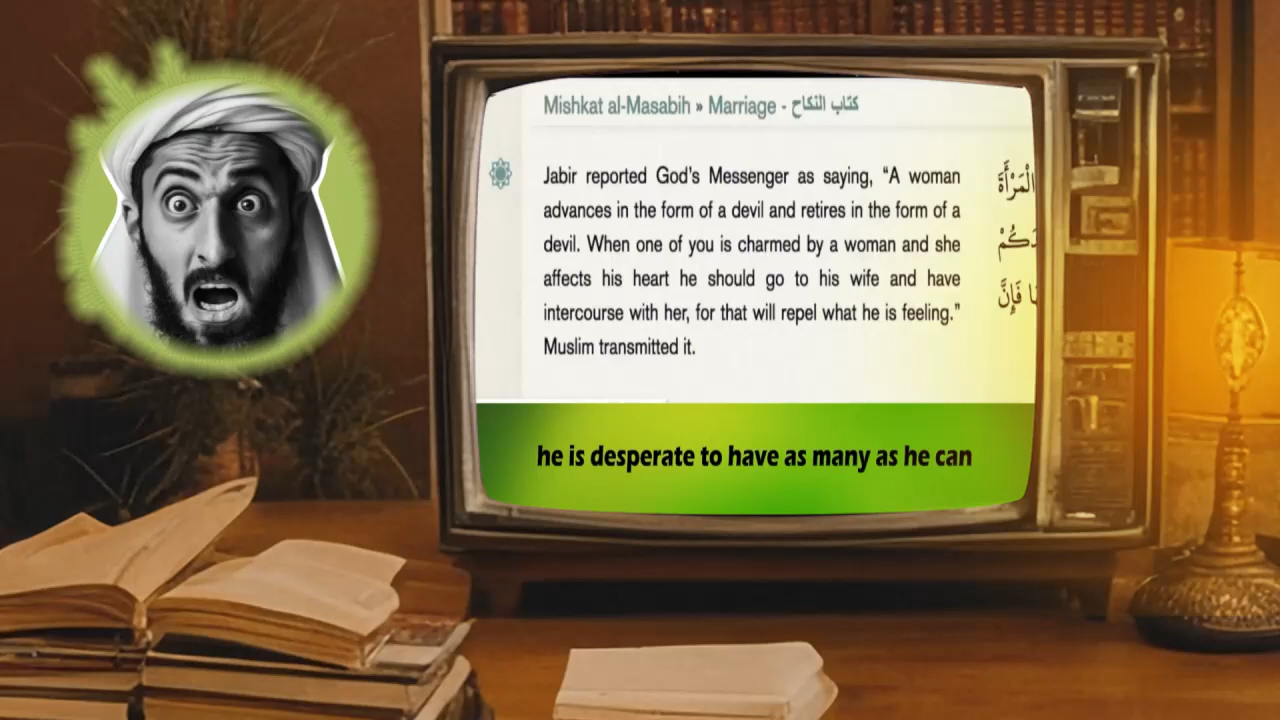 Mishkat al-Masabih » Marriage - كتاب النكاح
Jabir reported God's Messenger as saying, “A woman
advances in the form of a devil and retires in the form of a
devil. When one of you is charmed by a woman and she
affects his heart he should go to his wife and have
intercourse with her, for that will repel what he is feeling.”
Muslim transmitted it.
الْمَرْأَةَ
فَإِنَّ
he is desperate to have as many as he can